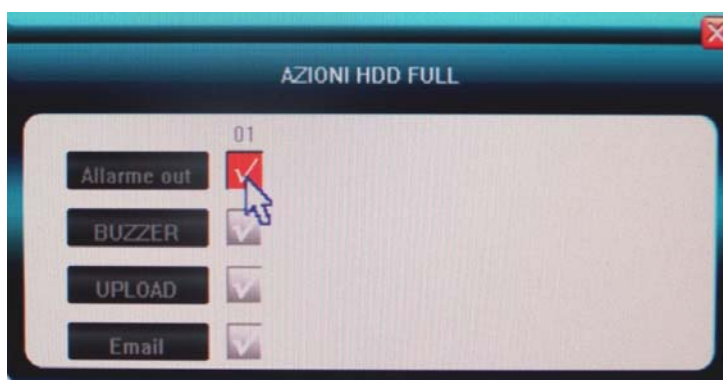 AZIONI HDD FULL
01
Allarme out
BUZZER
UPLOAD
Email